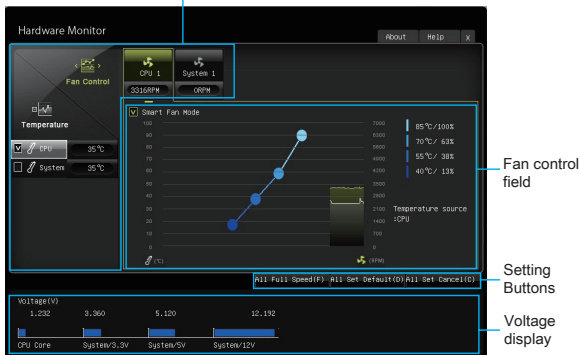 Hardware Monitor
About Help X
Fan Control
CPU 1
System 1
3316RPM
0RPM
Temperature
V CPU 35℃
System 35℃
V Smart Fan Mode
100 7000
90 6300
80 5600
70 4900
60 4200
50 3500
40 2800
30 2100
20 1400
10 700
0 0
(℃) (RPM)
85℃/100%
70℃/ 63%
55℃/ 38%
40℃/ 13%
Temperature source
:CPU
Fan control
field
All Full Speed(F) All Set Default(D) All Set Cancel(C)
Setting
Buttons
Voltage(V)
1.232 3.360 5.120 12.192
CPU Core System/3.3V System/5V System/12V
Voltage
display